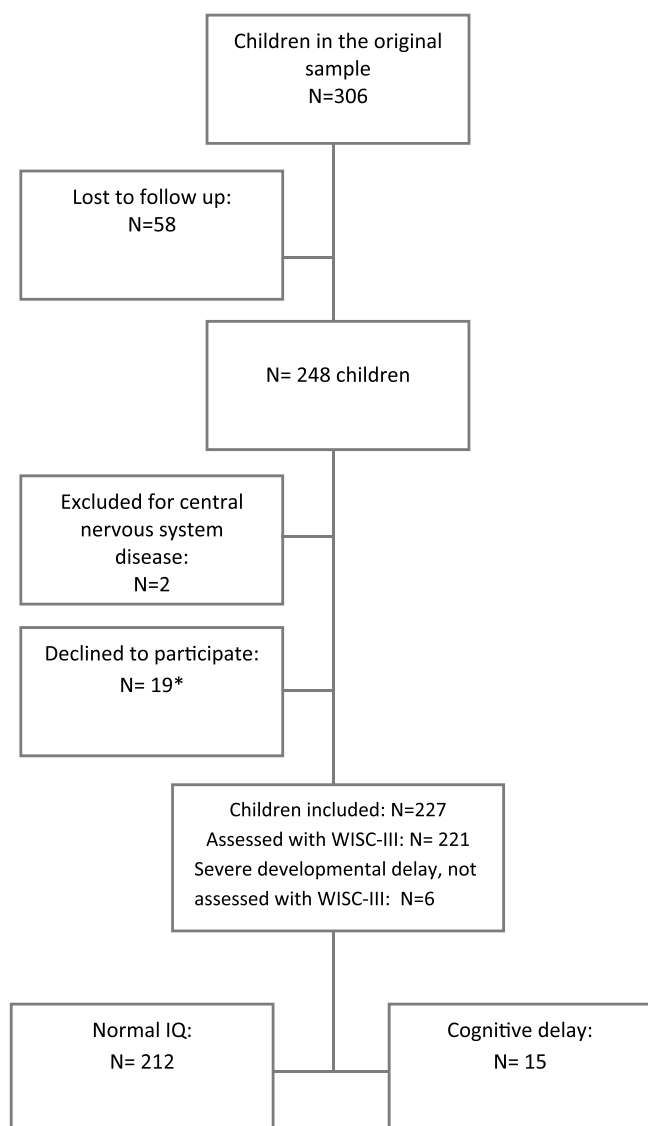 Children in the original
sample
N=306
Lost to follow up:
N=58
N= 248 children
Excluded for central
nervous system
disease:
N=2
Declined to participate:
N= 19*
Children included: N=227
Assessed with WISC-III: N= 221
Severe developmental delay, not
assessed with WISC-III: N=6
Normal IQ:
N= 212
Cognitive delay:
N= 15